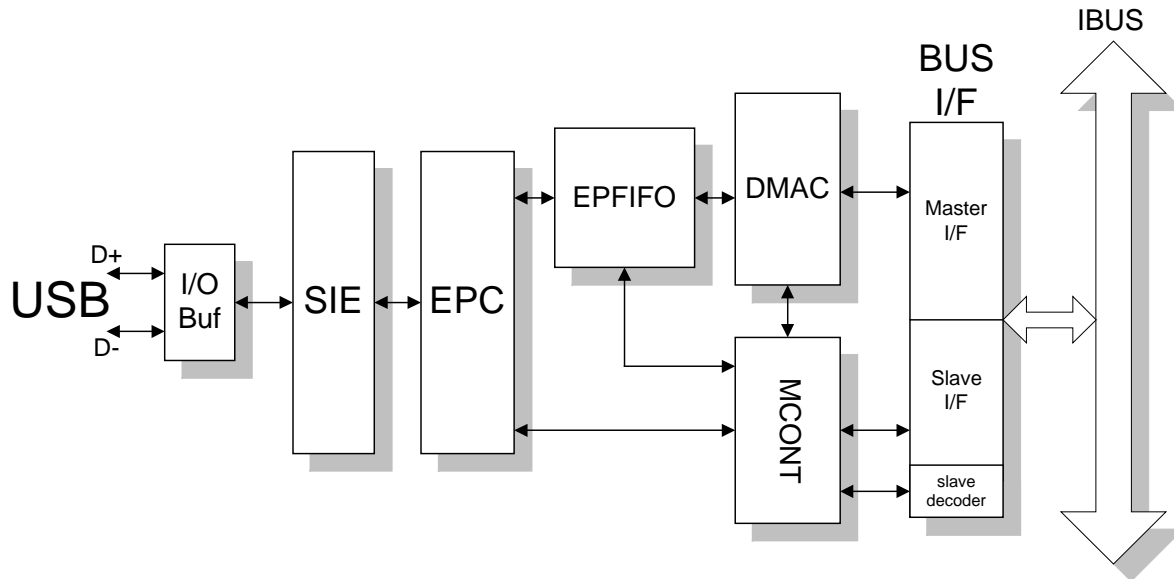 IBUS
BUS
I/F
EPFIFO
DMAC
Master
I/F
D+
USB
D-
I/O
Buf
SIE
EPC
MCONT
Slave
I/F
slave
decoder